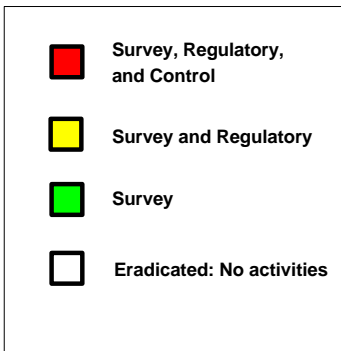 Survey, Regulatory,
and Control
Survey and Regulatory
Survey
Eradicated: No activities